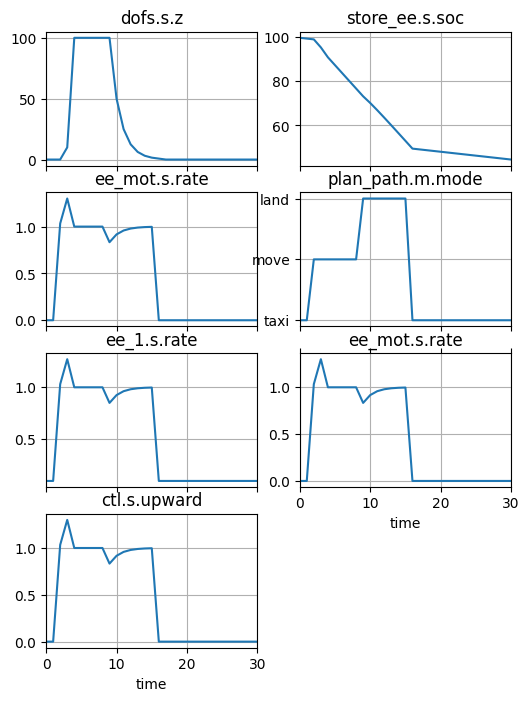 dofs.s.z
store_ee.s.soc
100
50
0
100
80
60
ee_mot.s.rate
plan_path.m.mode
1.0
0.5
0.0
land
move
taxi
ee_1.s.rate
ee_mot.s.rate
1.0
0.5
1.0
0.5
0.0
0
10
20
30
time
ctl.s.upward
1.0
0.5
0.0
0
10
20
30
time